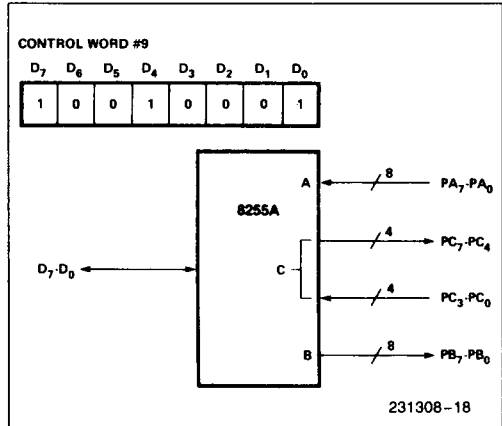 CONTROL WORD #9
D7 D6 D5 D4 D3 D2 D1 D0
1 0 0 1 0 0 0 1
A 8 PA7-PA0
8255A
4 PC7-PC4
D7-D0 C
4 PC3-PC0
B 8 PB7-PB0
231308-18